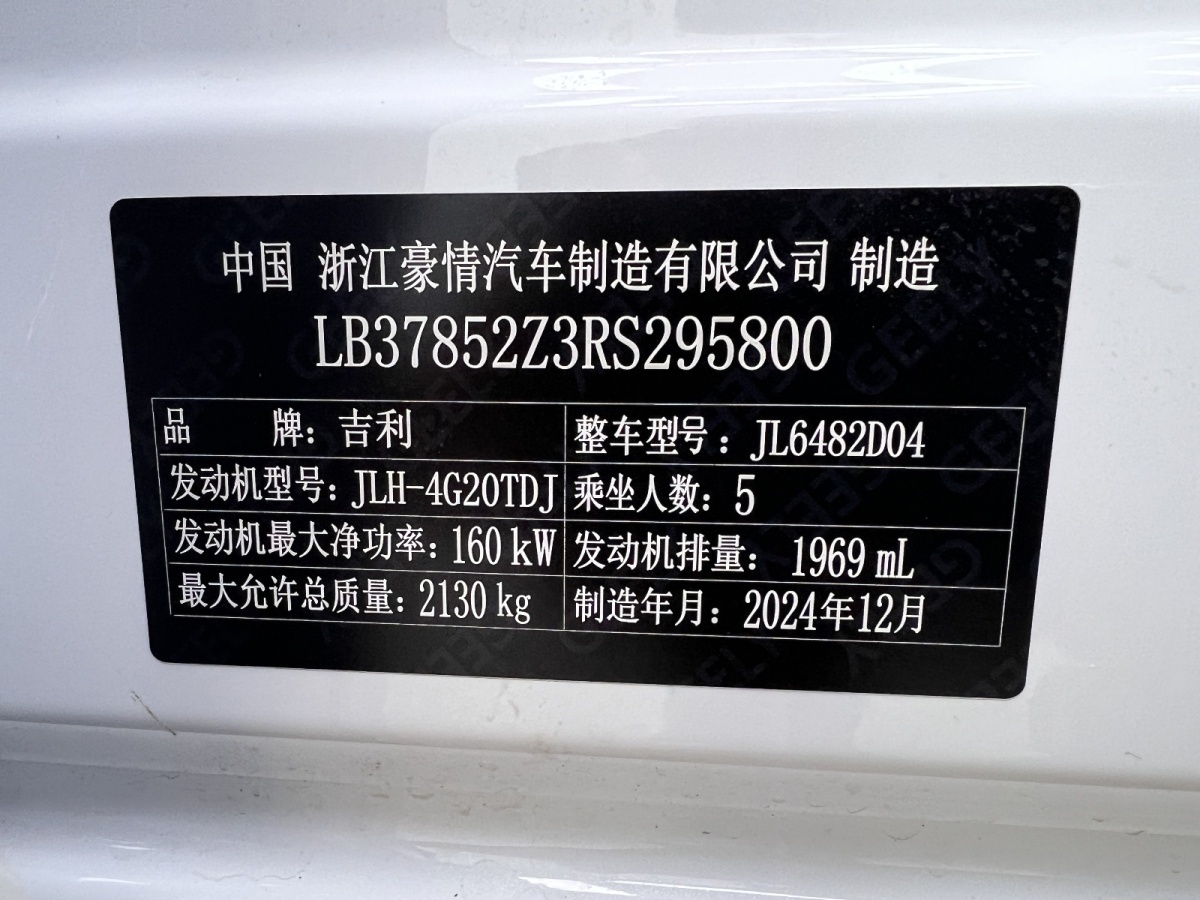 中国 浙江豪情汽车制造有限公司 制造
LB37852Z3RS295800
品 牌：吉利 整车型号：JL6482D04
发动机型号：JLH-4G20TDJ 乘坐人数：5
发动机最大净功率：160 kW 发动机排量：1969 mL
最大允许总质量：2130 kg 制造年月：2024年12月